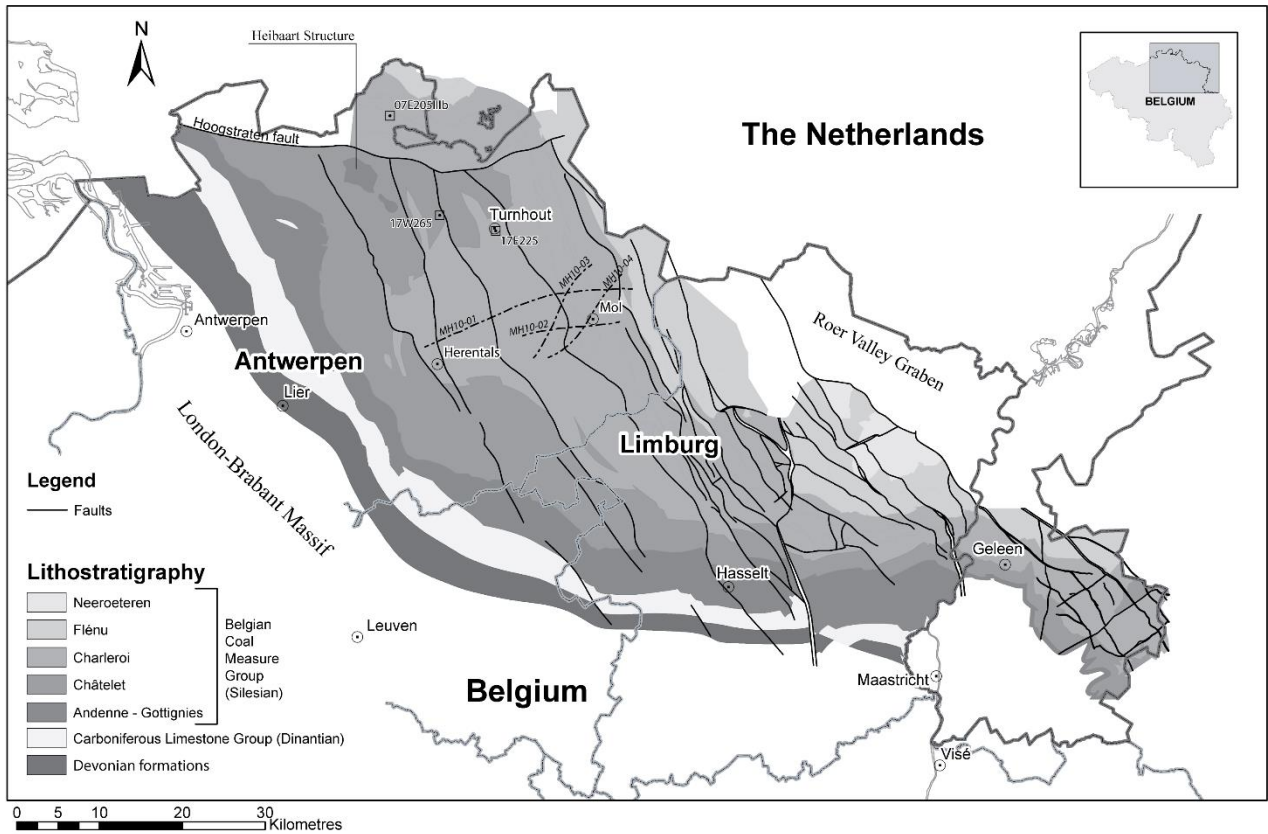 N
Heibaart Structure
07E205IIIb
Hoogstraten fault
The Netherlands
BELGIUM
17W265
Turnhout
17E225
MH10-03
MH10-04
MH10-01
MH10-02
Mol
Antwerpen
Antwerpen
Herentals
Lier
Roer Valley Graben
London-Brabant Massif
Limburg
Geleen
Hasselt
Leuven
Maastricht
Belgium
Visé
Legend
Faults
Lithostratigraphy
Neeroeteren
Flénu
Charleroi
Châtelet
Andenne - Gottignies
Belgian
Coal
Measure
Group
(Silesian)
Carboniferous Limestone Group (Dinantian)
Devonian formations
0 5 10 20 30
Kilometres